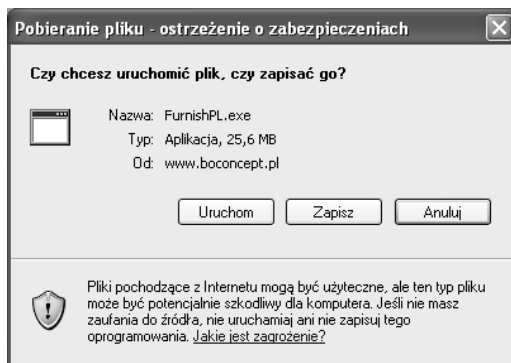 Pobieranie pliku - ostrzeżenie o zabezpieczeniach
Czy chcesz uruchomić plik, czy zapisać go?
Nazwa: FurnishPL.exe
Typ: Aplikacja, 25,6 MB
Od: www.boconcept.pl
Uruchom Zapisz Anuluj
Pliki pochodzące z Internetu mogą być użyteczne, ale ten typ pliku
może być potencjalnie szkodliwy dla komputera. Jeśli nie masz
zaufania do źródła, nie uruchamiaj ani nie zapisuj tego
oprogramowania. Jakie jest zagrożenie?